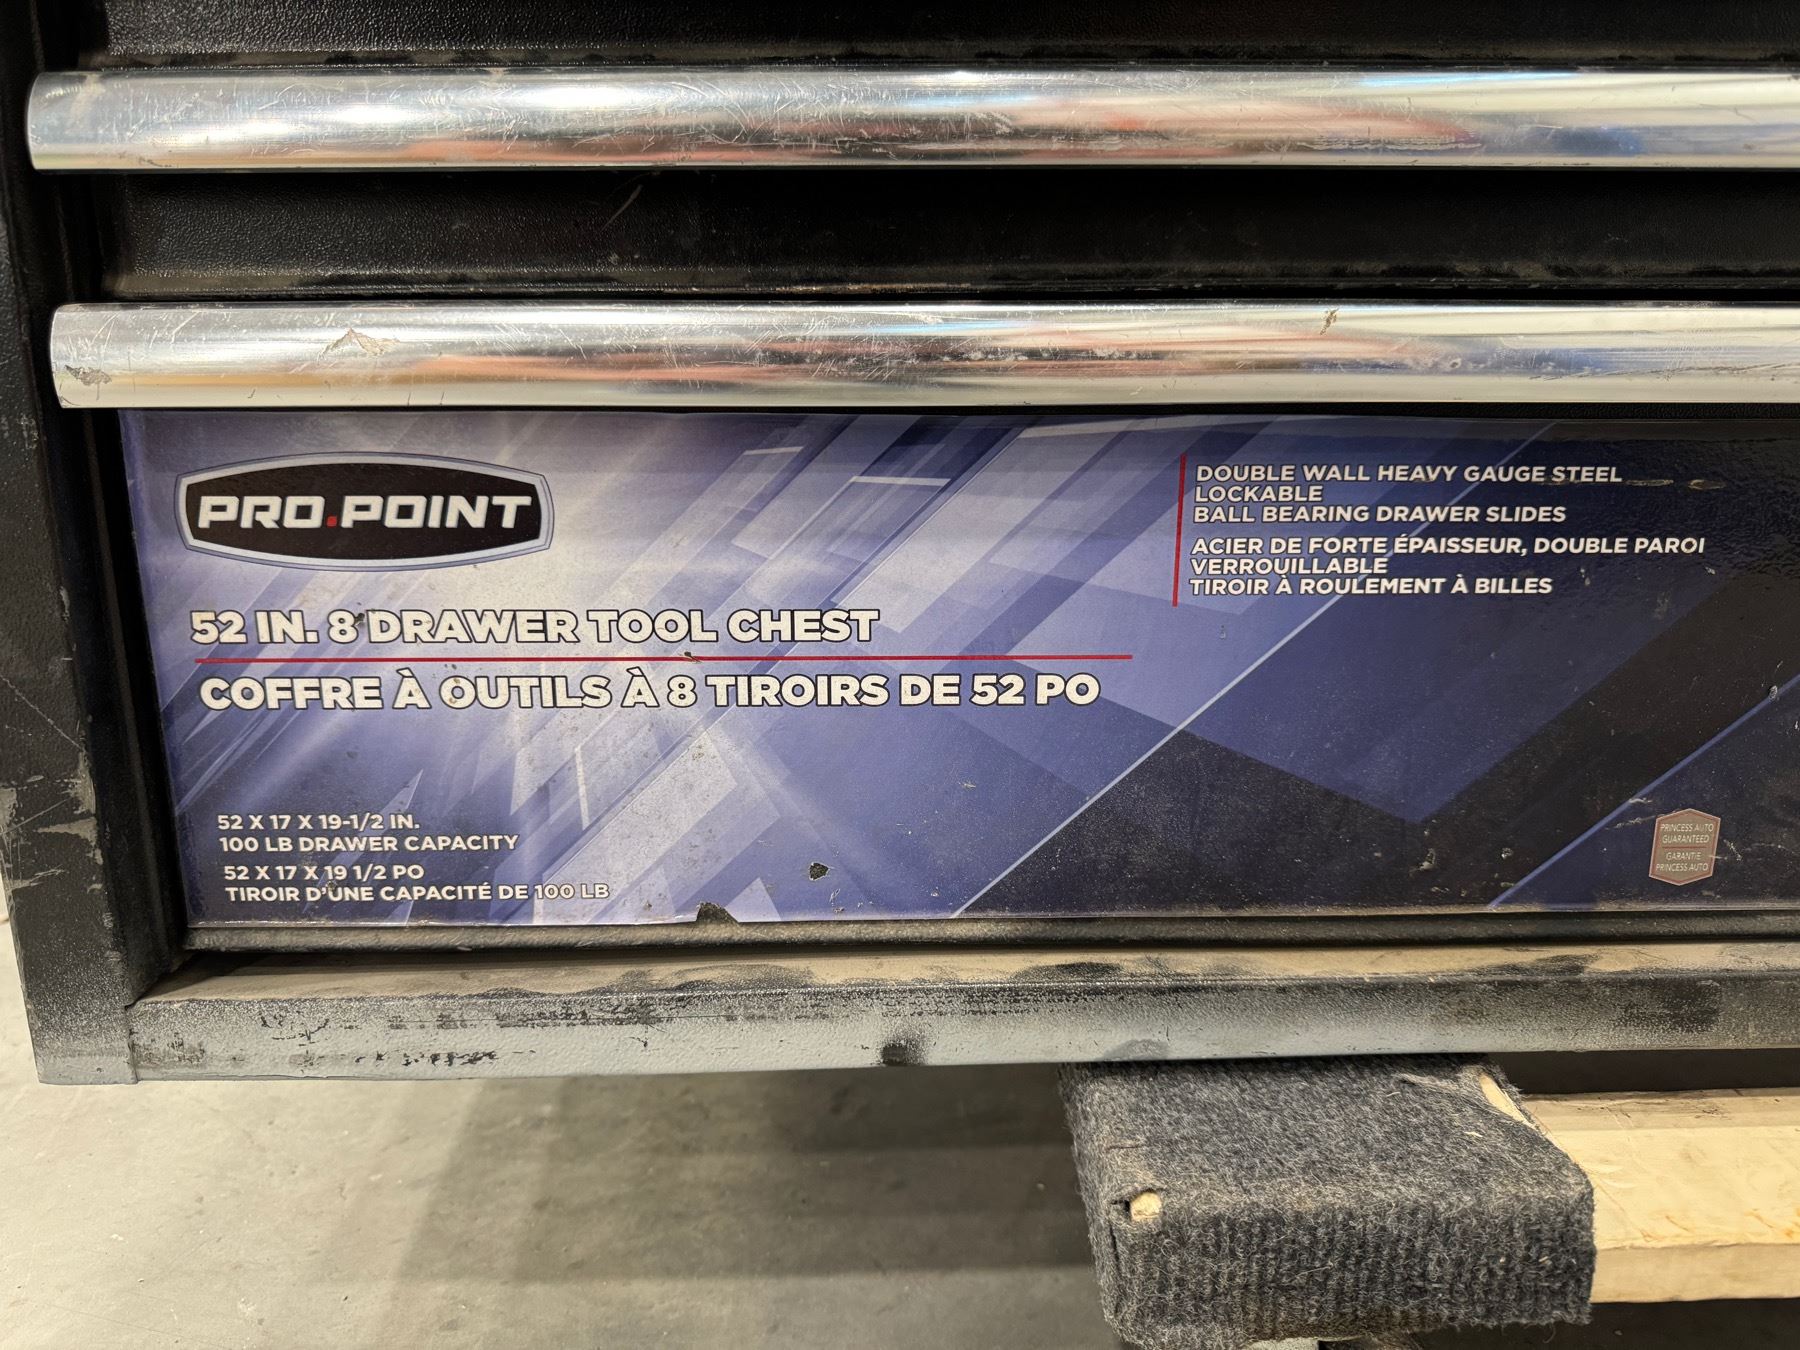 PRO.POINT
52 IN. 8 DRAWER TOOL CHEST
COFFRE À OUTILS À 8 TIROIRS DE 52 PO
52 X 17 X 19-1/2 IN.
100 LB DRAWER CAPACITY
52 X 17 X 19 1/2 PO
TIROIR D'UNE CAPACITÉ DE 100 LB
DOUBLE WALL HEAVY GAUGE STEEL
LOCKABLE
BALL BEARING DRAWER SLIDES
ACIER DE FORTE ÉPAISSEUR, DOUBLE PAROI
VERROUILLABLE
TIROIR À ROULEMENT À BILLES
PRINCESS AUTO
GUARANTEED
GARANTIE
PRINCESS AUTO